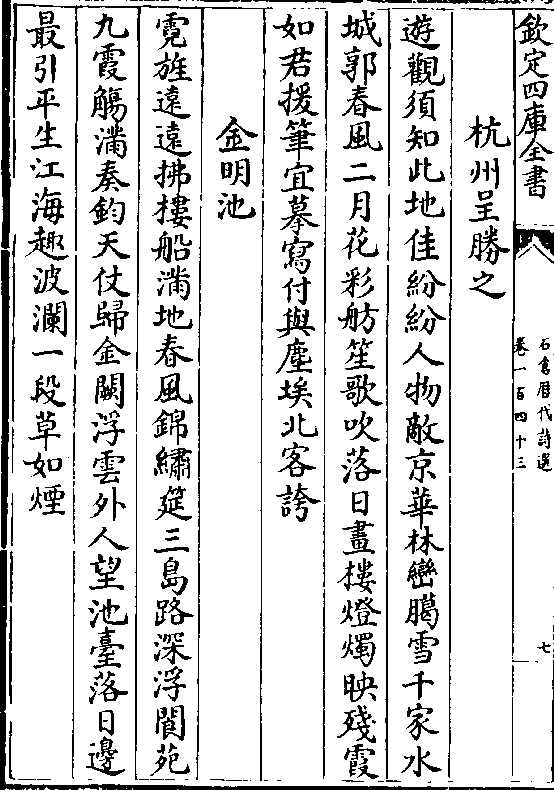 欽定四庫全書
石倉歷代詩選
卷一百四十三
七
杭州呈勝之
遊觀須知此地佳紛紛人物敵京華林巒臈雪千家水
城郭春風二月花彩舫笙歌吹落日畫樓燈燭映殘霞
如君援筆宜摹寫付與塵埃北客誇
金明池
霓旌遠遠拂樓船滿地春風錦繡筵三島路深浮閬苑
九霞觴滿奏鈞天仗歸金闕浮雲外人望池臺落日邊
最引平生江海趣波瀾一段草如煙